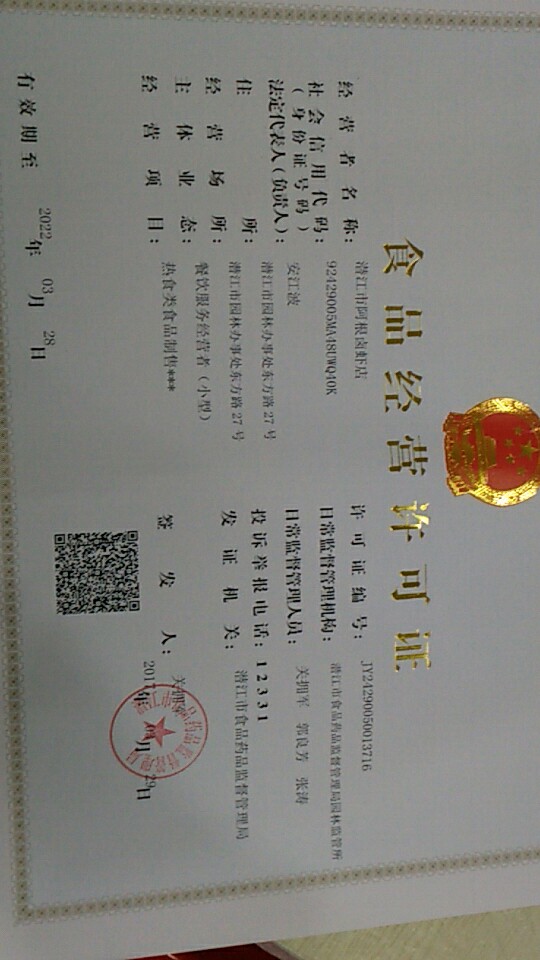 食品经营许可证
经营者名称：潜江市阿根卤虾店
社会信用代码：92429005MA48UWQ40K
（身份证号码）
法定代表人（负责人）：安江波
住所：潜江市园林办事处东方路27号
经营场所：潜江市园林办事处东方路27号
主体业态：餐饮服务经营者（小型）
经营项目：热食类食品制售***
许可证编号：JY24290050013716
日常监督管理机构：潜江市食品药品监督管理局园林监管所
日常监督管理人员：关拥军 郭良芳 张涛
投诉举报电话：12331
发证机关：潜江市食品药品监督管理局
签发人：
2017年 月29日
有效期至 2022年03月28日